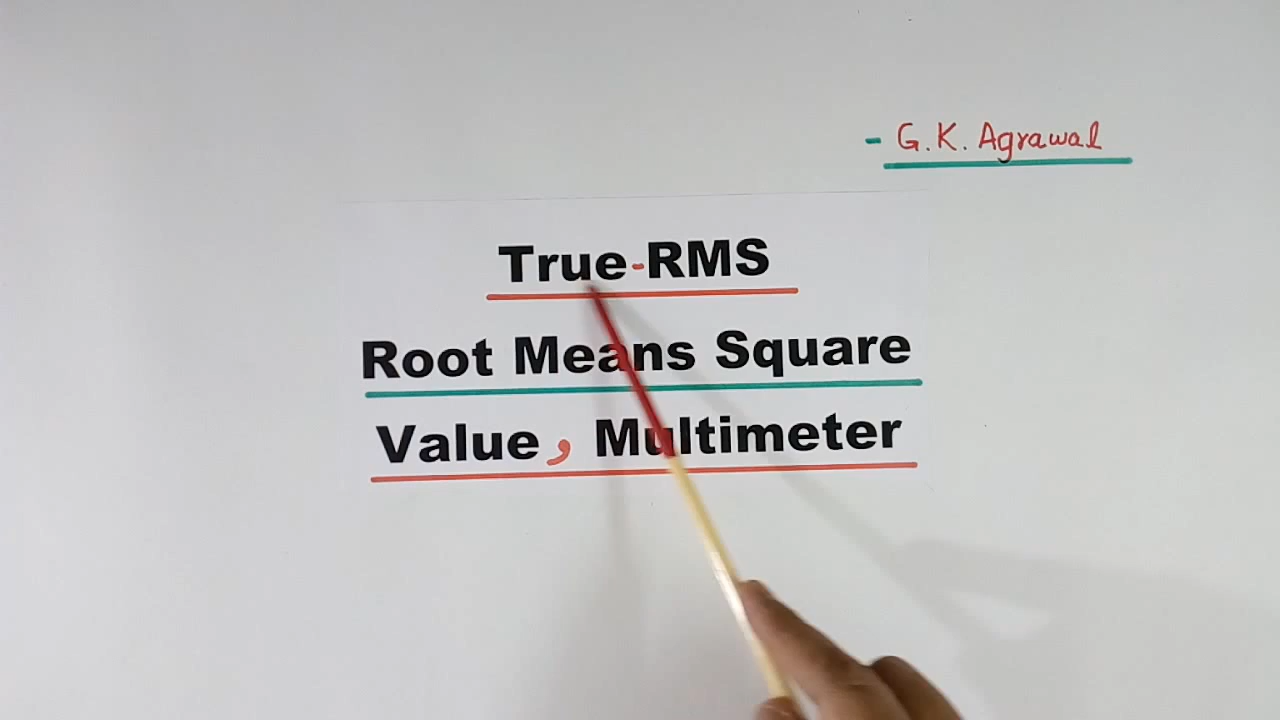 - G. K. Agrawal
True-RMS
Root Means Square
Value, Multimeter